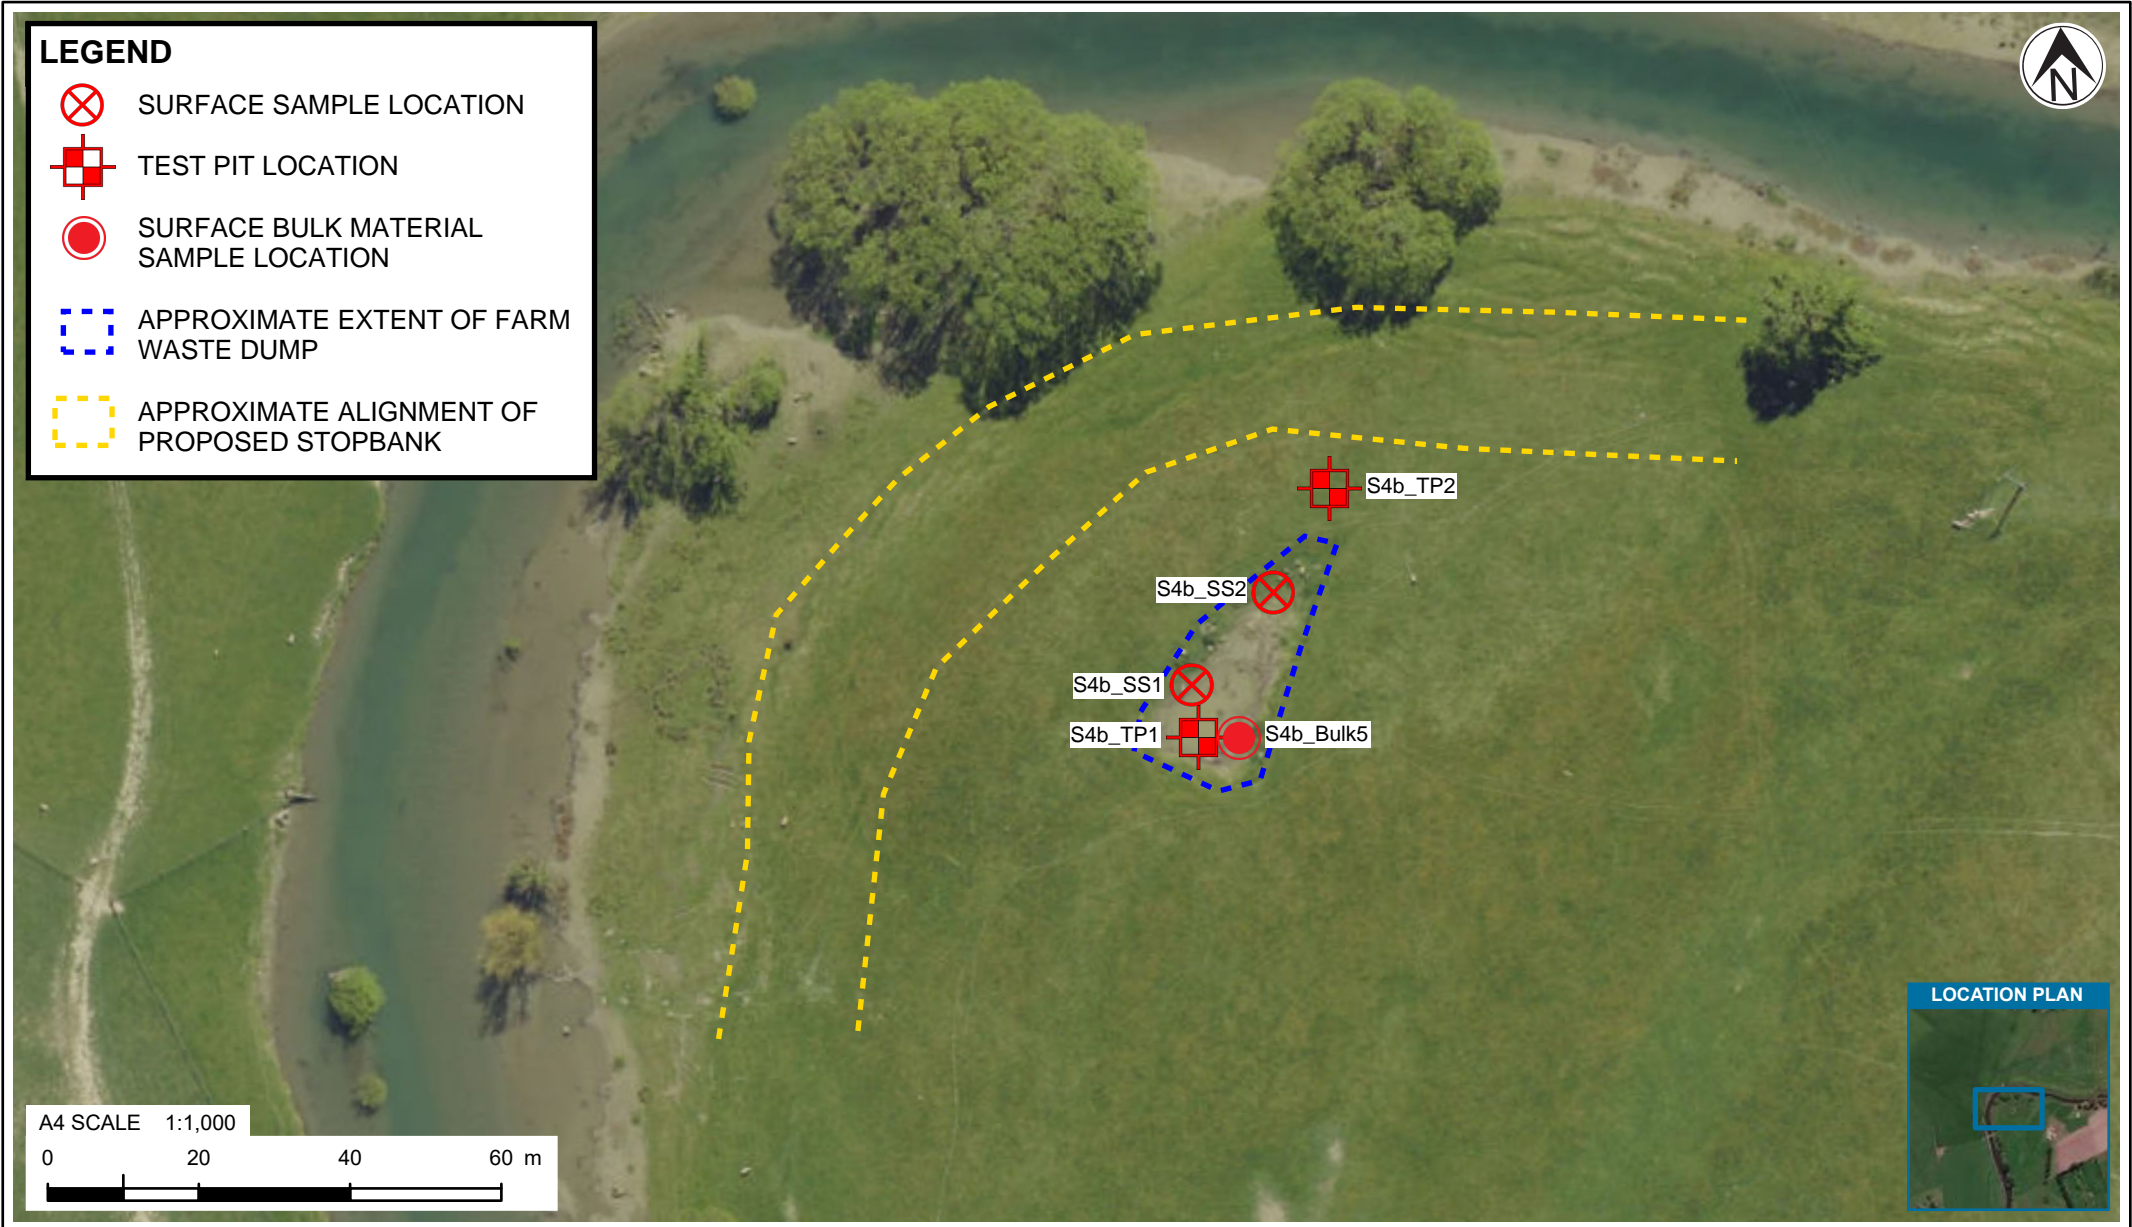 LEGEND
SURFACE SAMPLE LOCATION
TEST PIT LOCATION
SURFACE BULK MATERIAL
SAMPLE LOCATION
APPROXIMATE EXTENT OF FARM
WASTE DUMP
APPROXIMATE ALIGNMENT OF
PROPOSED STOPBANK
N
S4b_TP2
S4b_SS2
S4b_SS1
S4b_TP1
S4b_Bulk5
LOCATION PLAN
A4 SCALE 1:1,000
0 20 40 60 m